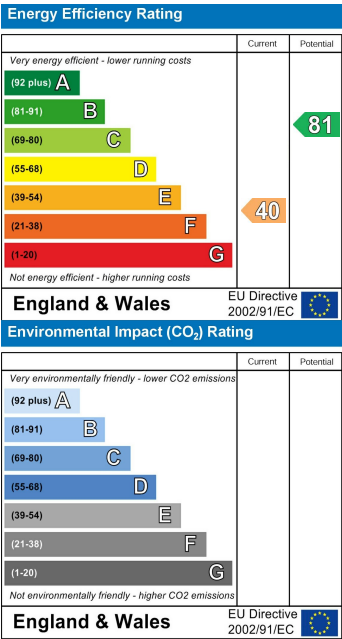 Energy Efficiency Rating
Current Potential
Very energy efficient - lower running costs
(92 plus) A
(81-91) B
81
(69-80) C
(55-68) D
(39-54) E
40
(21-38) F
(1-20) G
Not energy efficient - higher running costs
England & Wales
EU Directive
2002/91/EC
Environmental Impact (CO₂) Rating
Current Potential
Very environmentally friendly - lower CO2 emissions
(92 plus) A
(81-91) B
(69-80) C
(55-68) D
(39-54) E
(21-38) F
(1-20) G
Not environmentally friendly - higher CO2 emissions
England & Wales
EU Directive
2002/91/EC